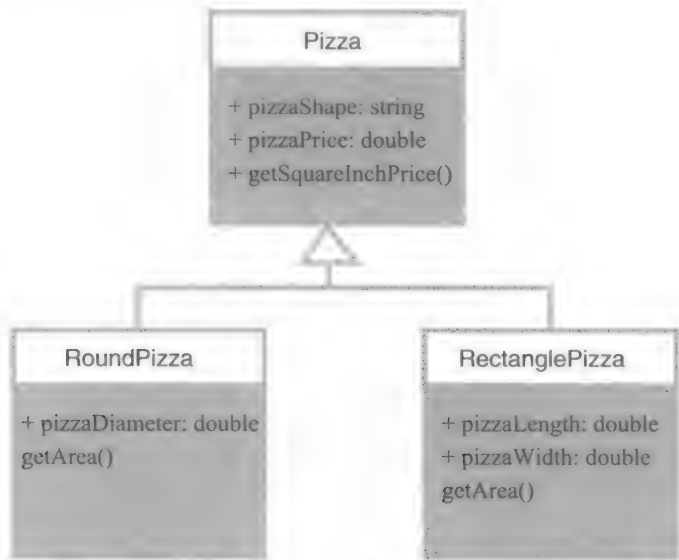 Pizza
+ pizzaShape: string
+ pizzaPrice: double
+ getSquareInchPrice()
RoundPizza
+ pizzaDiameter: double
getArea()
RectanglePizza
+ pizzaLength: double
+ pizzaWidth: double
getArea()